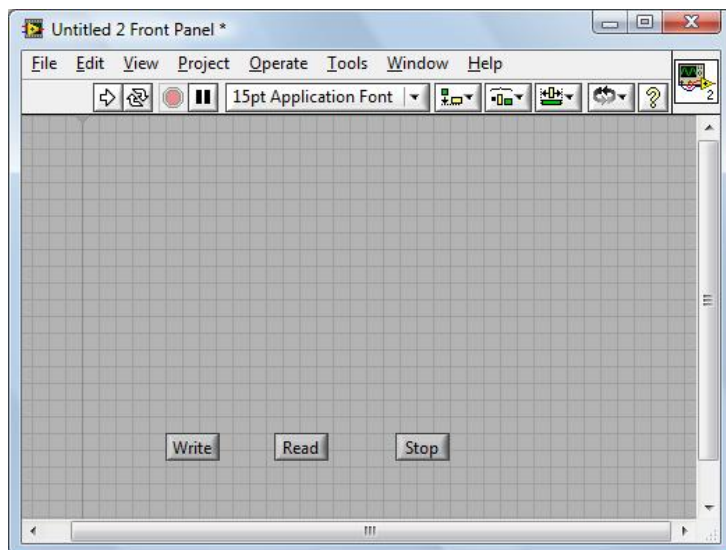 Untitled 2 Front Panel *
File Edit View Project Operate Tools Window Help
15pt Application Font
2
Write Read Stop